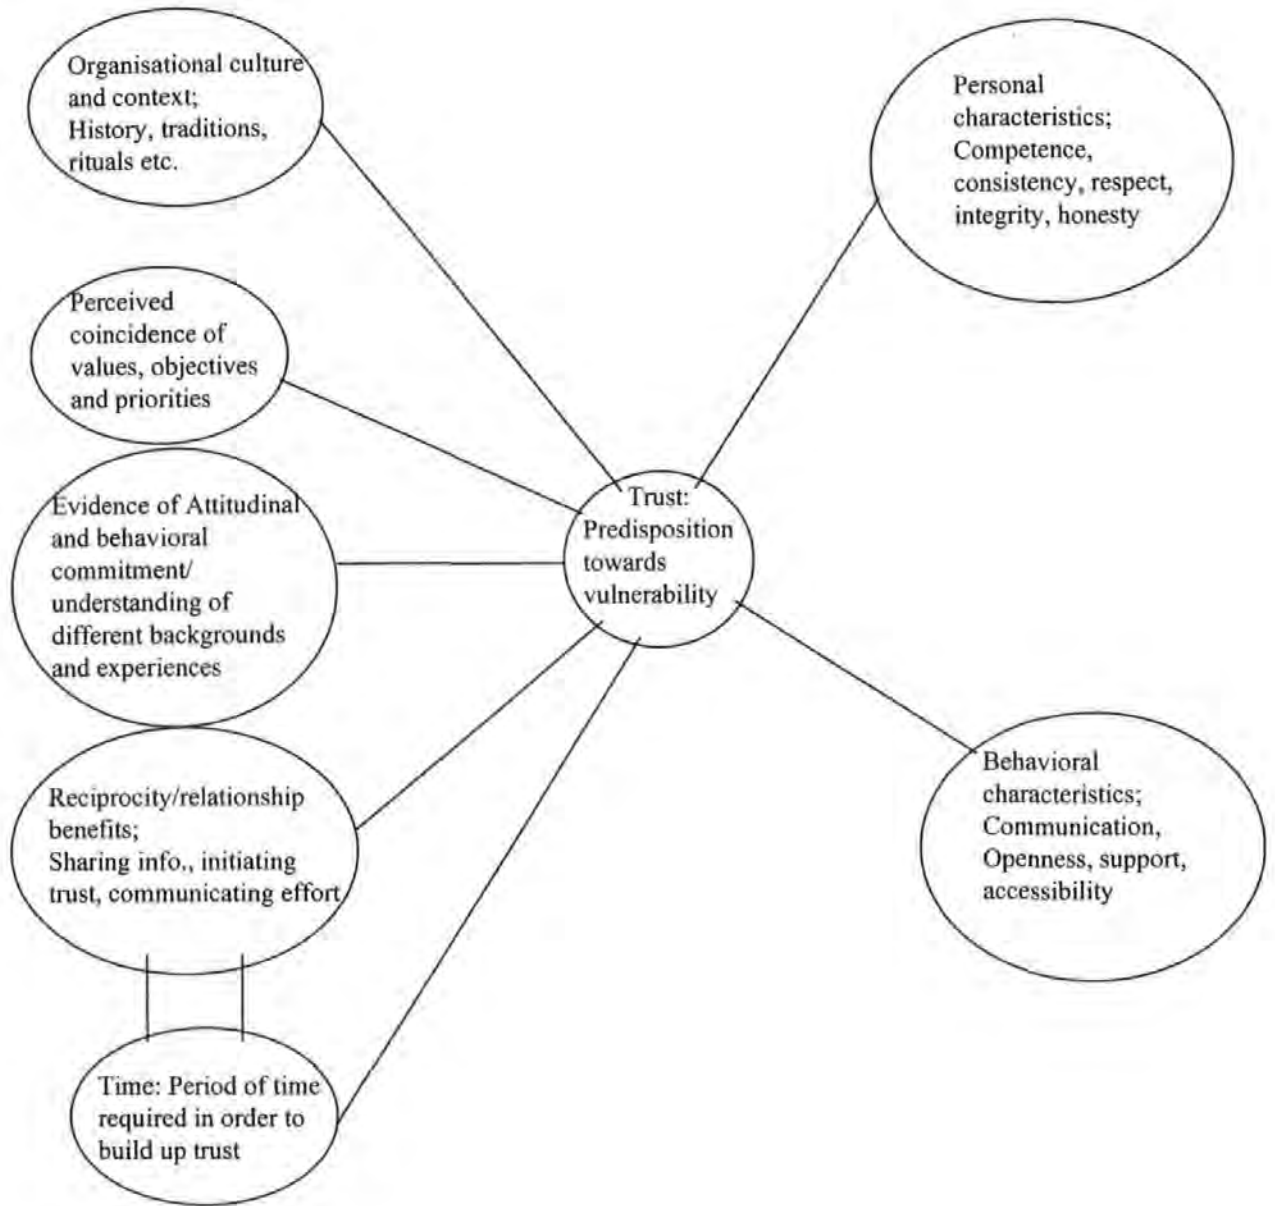 Organisational culture
and context;
History, traditions,
rituals etc.
Personal
characteristics;
Competence,
consistency, respect,
integrity, honesty
Perceived
coincidence of
values, objectives
and priorities
Evidence of Attitudinal
and behavioral
commitment/
understanding of
different backgrounds
and experiences
Trust:
Predisposition
towards
vulnerability
Reciprocity/relationship
benefits;
Sharing info., initiating
trust, communicating effort
Behavioral
characteristics;
Communication,
Openness, support,
accessibility
Time: Period of time
required in order to
build up trust